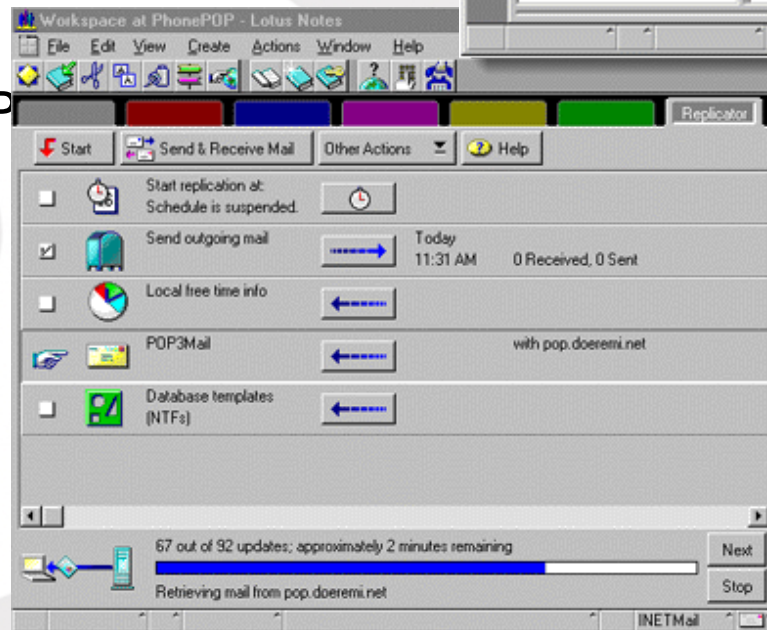 Workspace at PhonePOP - Lotus Notes
File Edit View Create Actions Window Help
Replicator
Start Send & Receive Mail Other Actions Help
Start replication at:
Schedule is suspended.
Send outgoing mail Today
11:31 AM 0 Received, 0 Sent
Local free time info
POP3Mail with pop.doeremi.net
Database templates
(NTFs)
67 out of 92 updates; approximately 2 minutes remaining Next
Retrieving mail from pop.doeremi.net Stop
INETMail